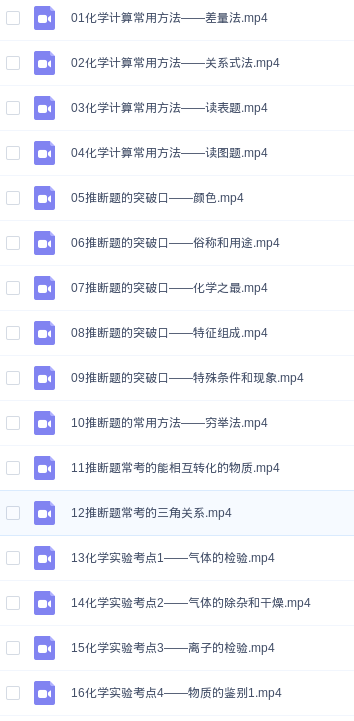 01化学计算常用方法——差量法.mp4
02化学计算常用方法——关系式法.mp4
03化学计算常用方法——读表题.mp4
04化学计算常用方法——读图题.mp4
05推断题的突破口——颜色.mp4
06推断题的突破口——俗称和用途.mp4
07推断题的突破口——化学之最.mp4
08推断题的突破口——特征组成.mp4
09推断题的突破口——特殊条件和现象.mp4
10推断题的常用方法——穷举法.mp4
11推断题常考的能相互转化的物质.mp4
12推断题常考的三角关系.mp4
13化学实验考点1——气体的检验.mp4
14化学实验考点2——气体的除杂和干燥.mp4
15化学实验考点3——离子的检验.mp4
16化学实验考点4——物质的鉴别1.mp4